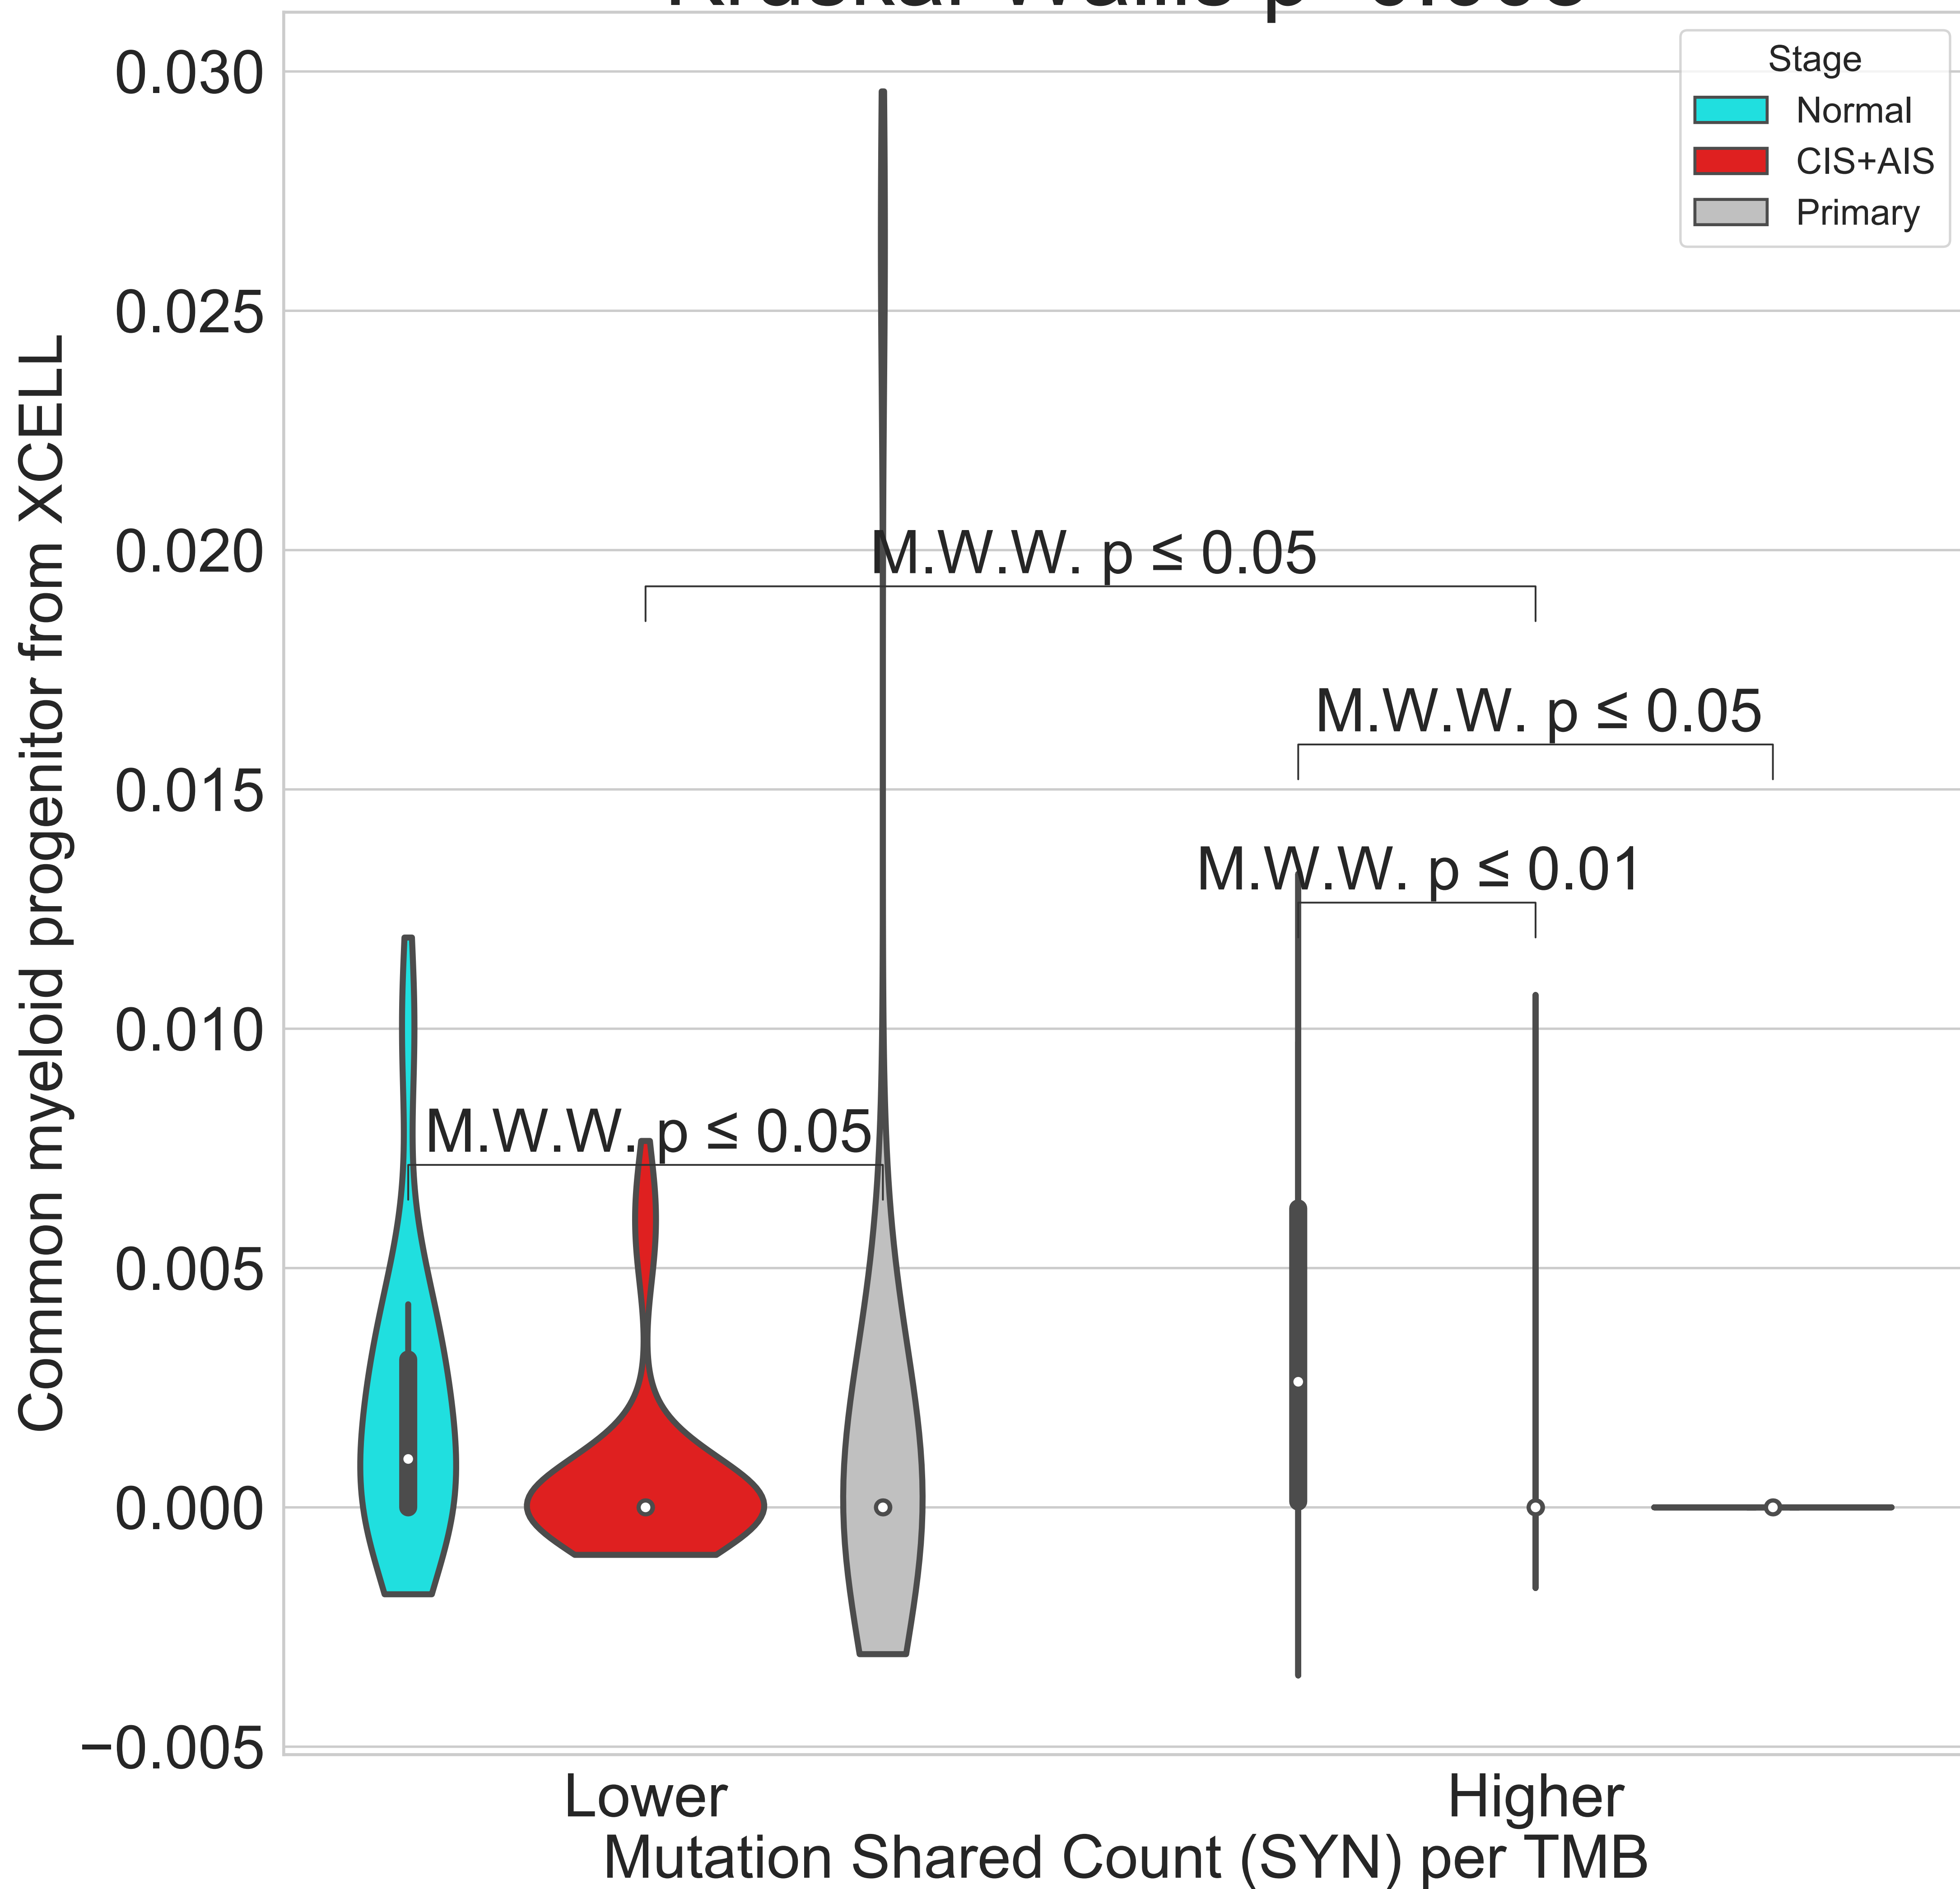 0.030
0.025
0.020
0.015
0.010
0.005
0.000
−0.005
Common myeloid progenitor from XCELL
Stage
Normal
CIS+AIS
Primary
M.W.W. p ≤ 0.05
M.W.W. p ≤ 0.05
M.W.W. p ≤ 0.01
M.W.W. p ≤ 0.05
Lower
Higher
Mutation Shared Count (SYN) per TMB